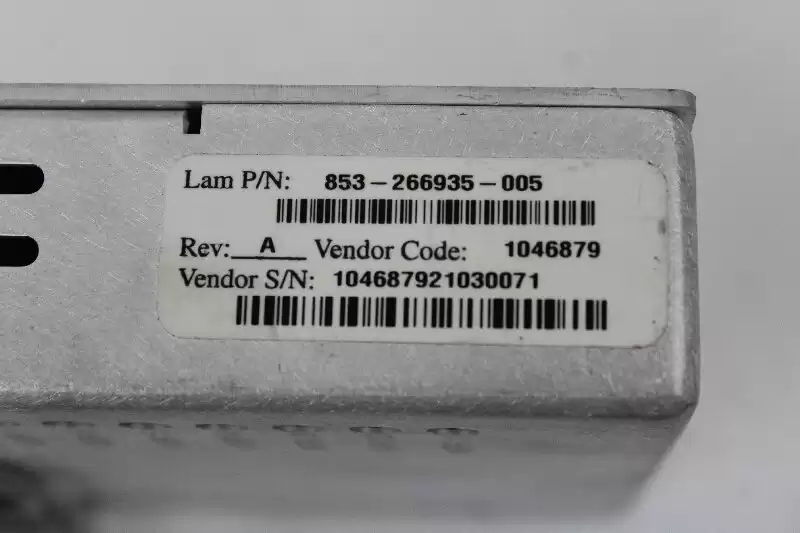 Lam P/N: 853-266935-005
Rev: A Vendor Code: 1046879
Vendor S/N: 104687921030071